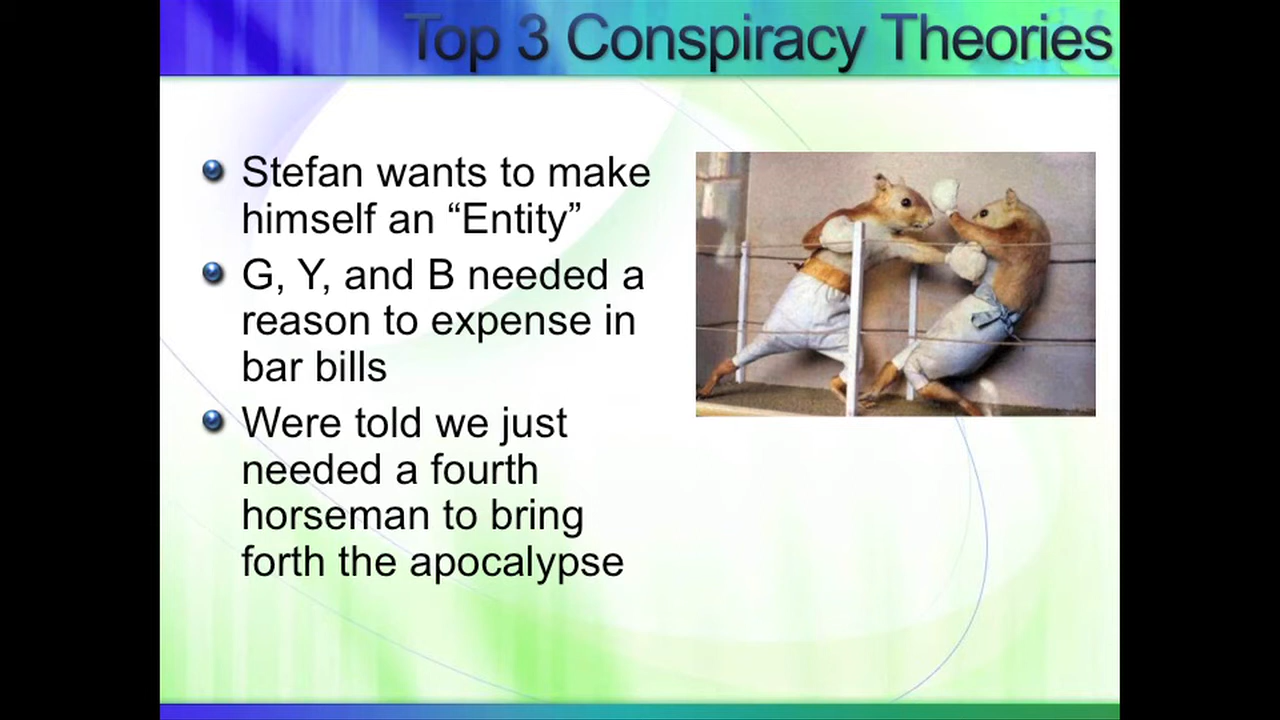 Top 3 Conspiracy Theories
Stefan wants to make
himself an “Entity”
G, Y, and B needed a
reason to expense in
bar bills
Were told we just
needed a fourth
horseman to bring
forth the apocalypse